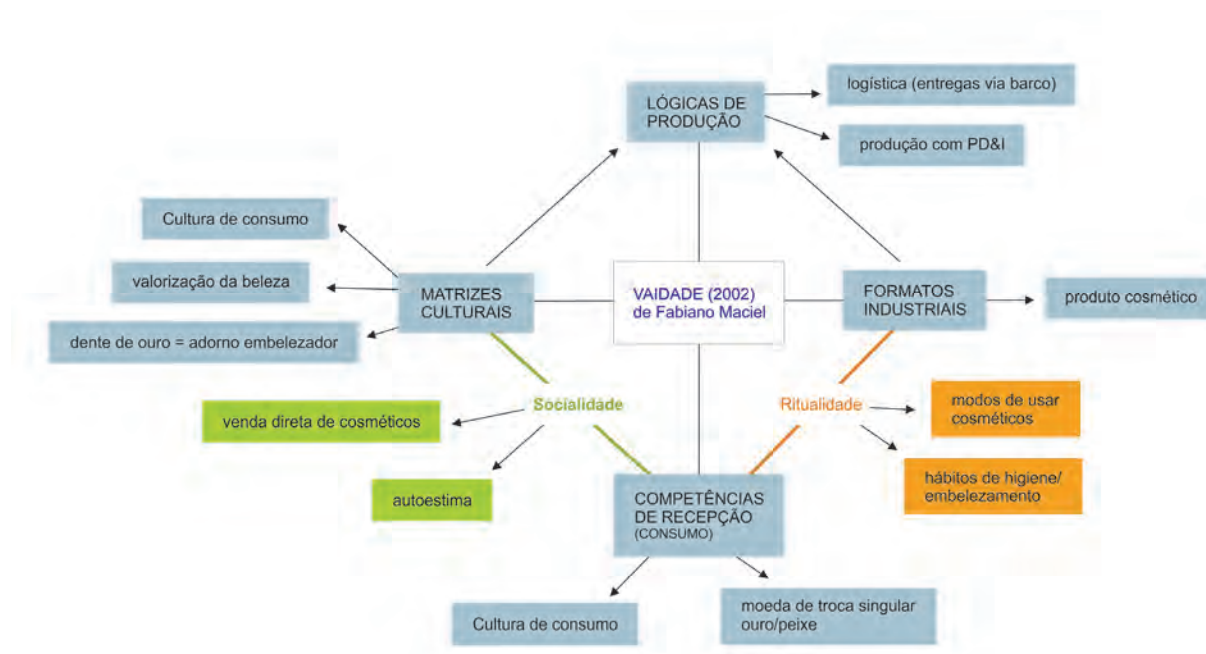 LÓGICAS DE
PRODUÇÃO
logística (entregas via barco)
produção com PD&I
Cultura de consumo
valorização da beleza
dente de ouro = adorno embelezador
MATRIZES
CULTURAIS
VAIDADE (2002)
de Fabiano Maciel
FORMATOS
INDUSTRIAIS
produto cosmético
Socialidade
venda direta de cosméticos
autoestima
Ritualidade
modos de usar
cosméticos
hábitos de higiene/
embelezamento
COMPETÊNCIAS
DE RECEPÇÃO
(CONSUMO)
Cultura de consumo
moeda de troca singular
ouro/peixe